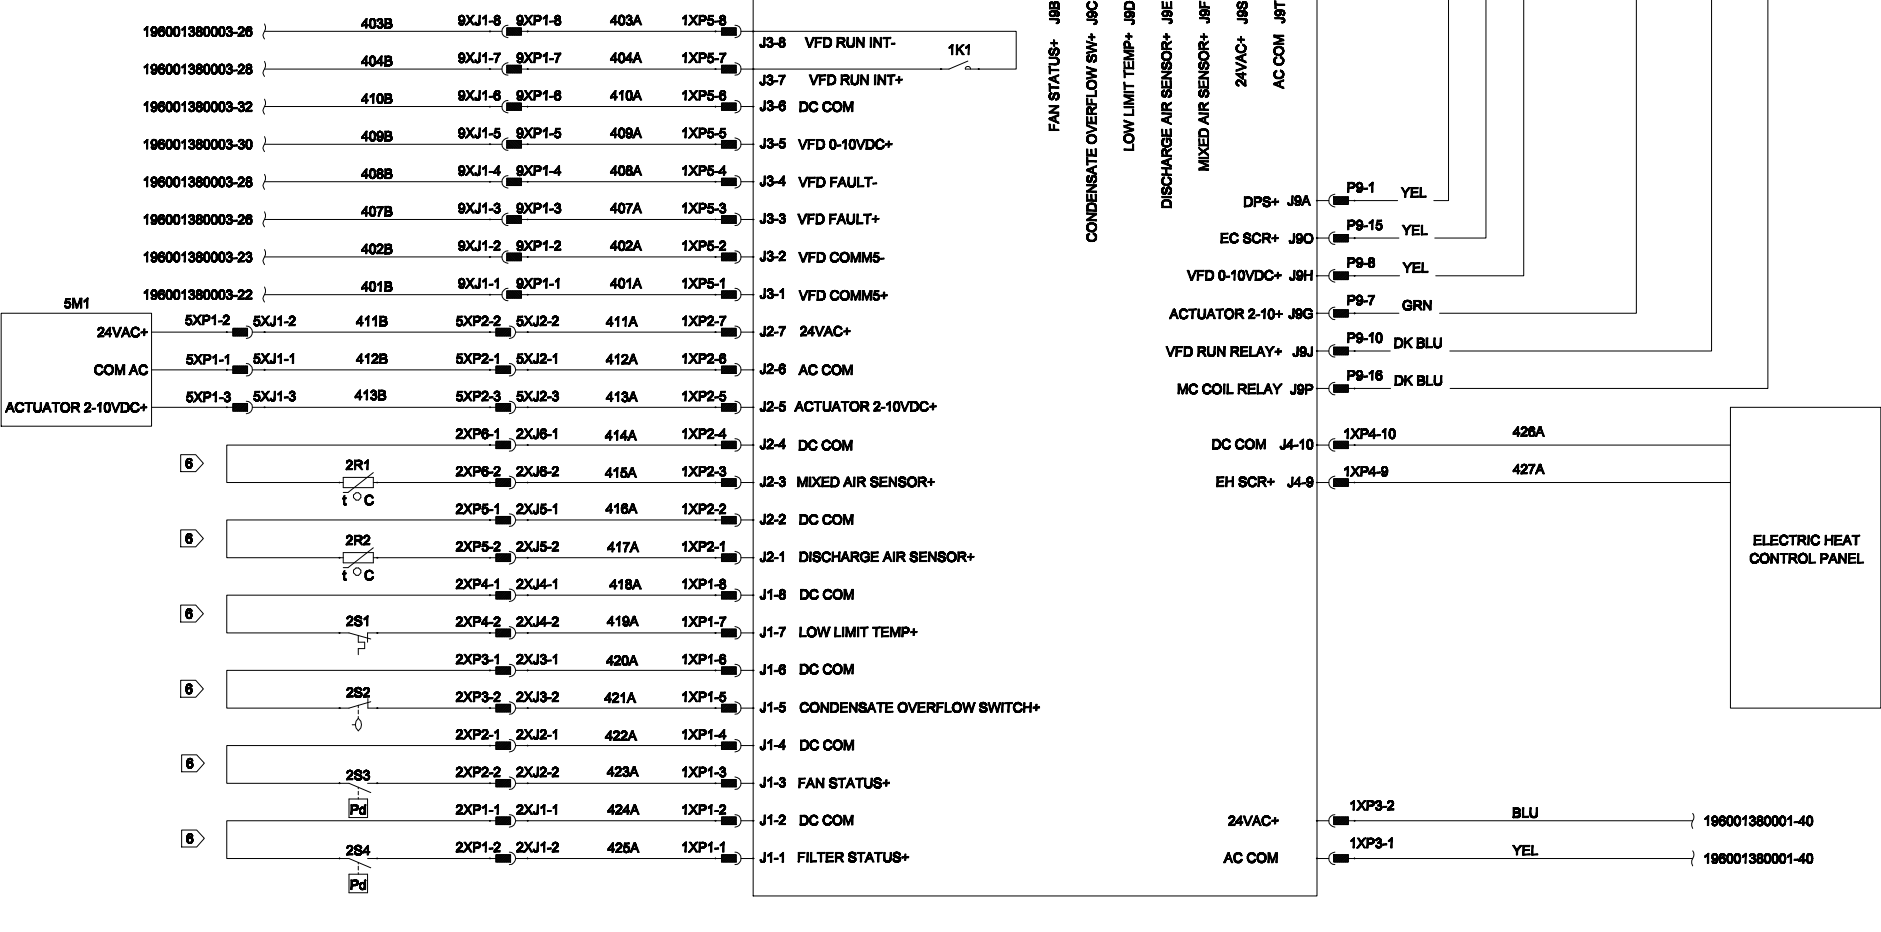 196001380003-26 403B 9XJ1-8 9XP1-8 403A 1XP5-8 J3-8 VFD RUN INT-
196001380003-28 404B 9XJ1-7 9XP1-7 404A 1XP5-7 J3-7 VFD RUN INT+ 1K1
196001380003-32 410B 9XJ1-6 9XP1-6 410A 1XP5-6 J3-6 DC COM
196001380003-30 409B 9XJ1-5 9XP1-5 409A 1XP5-5 J3-5 VFD 0-10VDC+
196001380003-28 408B 9XJ1-4 9XP1-4 408A 1XP5-4 J3-4 VFD FAULT-
196001380003-26 407B 9XJ1-3 9XP1-3 407A 1XP5-3 J3-3 VFD FAULT+
196001380003-23 402B 9XJ1-2 9XP1-2 402A 1XP5-2 J3-2 VFD COMM5-
196001380003-22 401B 9XJ1-1 9XP1-1 401A 1XP5-1 J3-1 VFD COMM5+
5M1
24VAC+ 5XP1-2 5XJ1-2 411B 5XP2-2 5XJ2-2 411A 1XP2-7 J2-7 24VAC+
COM AC 5XP1-1 5XJ1-1 412B 5XP2-1 5XJ2-1 412A 1XP2-6 J2-6 AC COM
ACTUATOR 2-10VDC+ 5XP1-3 5XJ1-3 413B 5XP2-3 5XJ2-3 413A 1XP2-5 J2-5 ACTUATOR 2-10VDC+
2XP6-1 2XJ6-1 414A 1XP2-4 J2-4 DC COM
6 2R1 t °C 2XP6-2 2XJ6-2 415A 1XP2-3 J2-3 MIXED AIR SENSOR+
2XP5-1 2XJ5-1 416A 1XP2-2 J2-2 DC COM
6 2R2 t °C 2XP5-2 2XJ5-2 417A 1XP2-1 J2-1 DISCHARGE AIR SENSOR+
2XP4-1 2XJ4-1 418A 1XP1-8 J1-8 DC COM
6 2S1 2XP4-2 2XJ4-2 419A 1XP1-7 J1-7 LOW LIMIT TEMP+
2XP3-1 2XJ3-1 420A 1XP1-6 J1-6 DC COM
6 2S2 2XP3-2 2XJ3-2 421A 1XP1-5 J1-5 CONDENSATE OVERFLOW SWITCH+
2XP2-1 2XJ2-1 422A 1XP1-4 J1-4 DC COM
6 2S3 Pd 2XP2-2 2XJ2-2 423A 1XP1-3 J1-3 FAN STATUS+
2XP1-1 2XJ1-1 424A 1XP1-2 J1-2 DC COM
6 2S4 Pd 2XP1-2 2XJ1-2 425A 1XP1-1 J1-1 FILTER STATUS+
FAN STATUS+ J9B
CONDENSATE OVERFLOW SW+ J9C
LOW LIMIT TEMP+ J9D
DISCHARGE AIR SENSOR+ J9E
MIXED AIR SENSOR+ J9F
24VAC+ J9S
AC COM J9T
DPS+ J9A P9-1 YEL
EC SCR+ J9O P9-15 YEL
VFD 0-10VDC+ J9H P9-8 YEL
ACTUATOR 2-10+ J9G P9-7 GRN
VFD RUN RELAY+ J9J P9-10 DK BLU
MC COIL RELAY J9P P9-16 DK BLU
DC COM J4-10 1XP4-10 426A
EH SCR+ J4-9 1XP4-9 427A
ELECTRIC HEAT
CONTROL PANEL
24VAC+ 1XP3-2 BLU 196001380001-40
AC COM 1XP3-1 YEL 196001380001-40